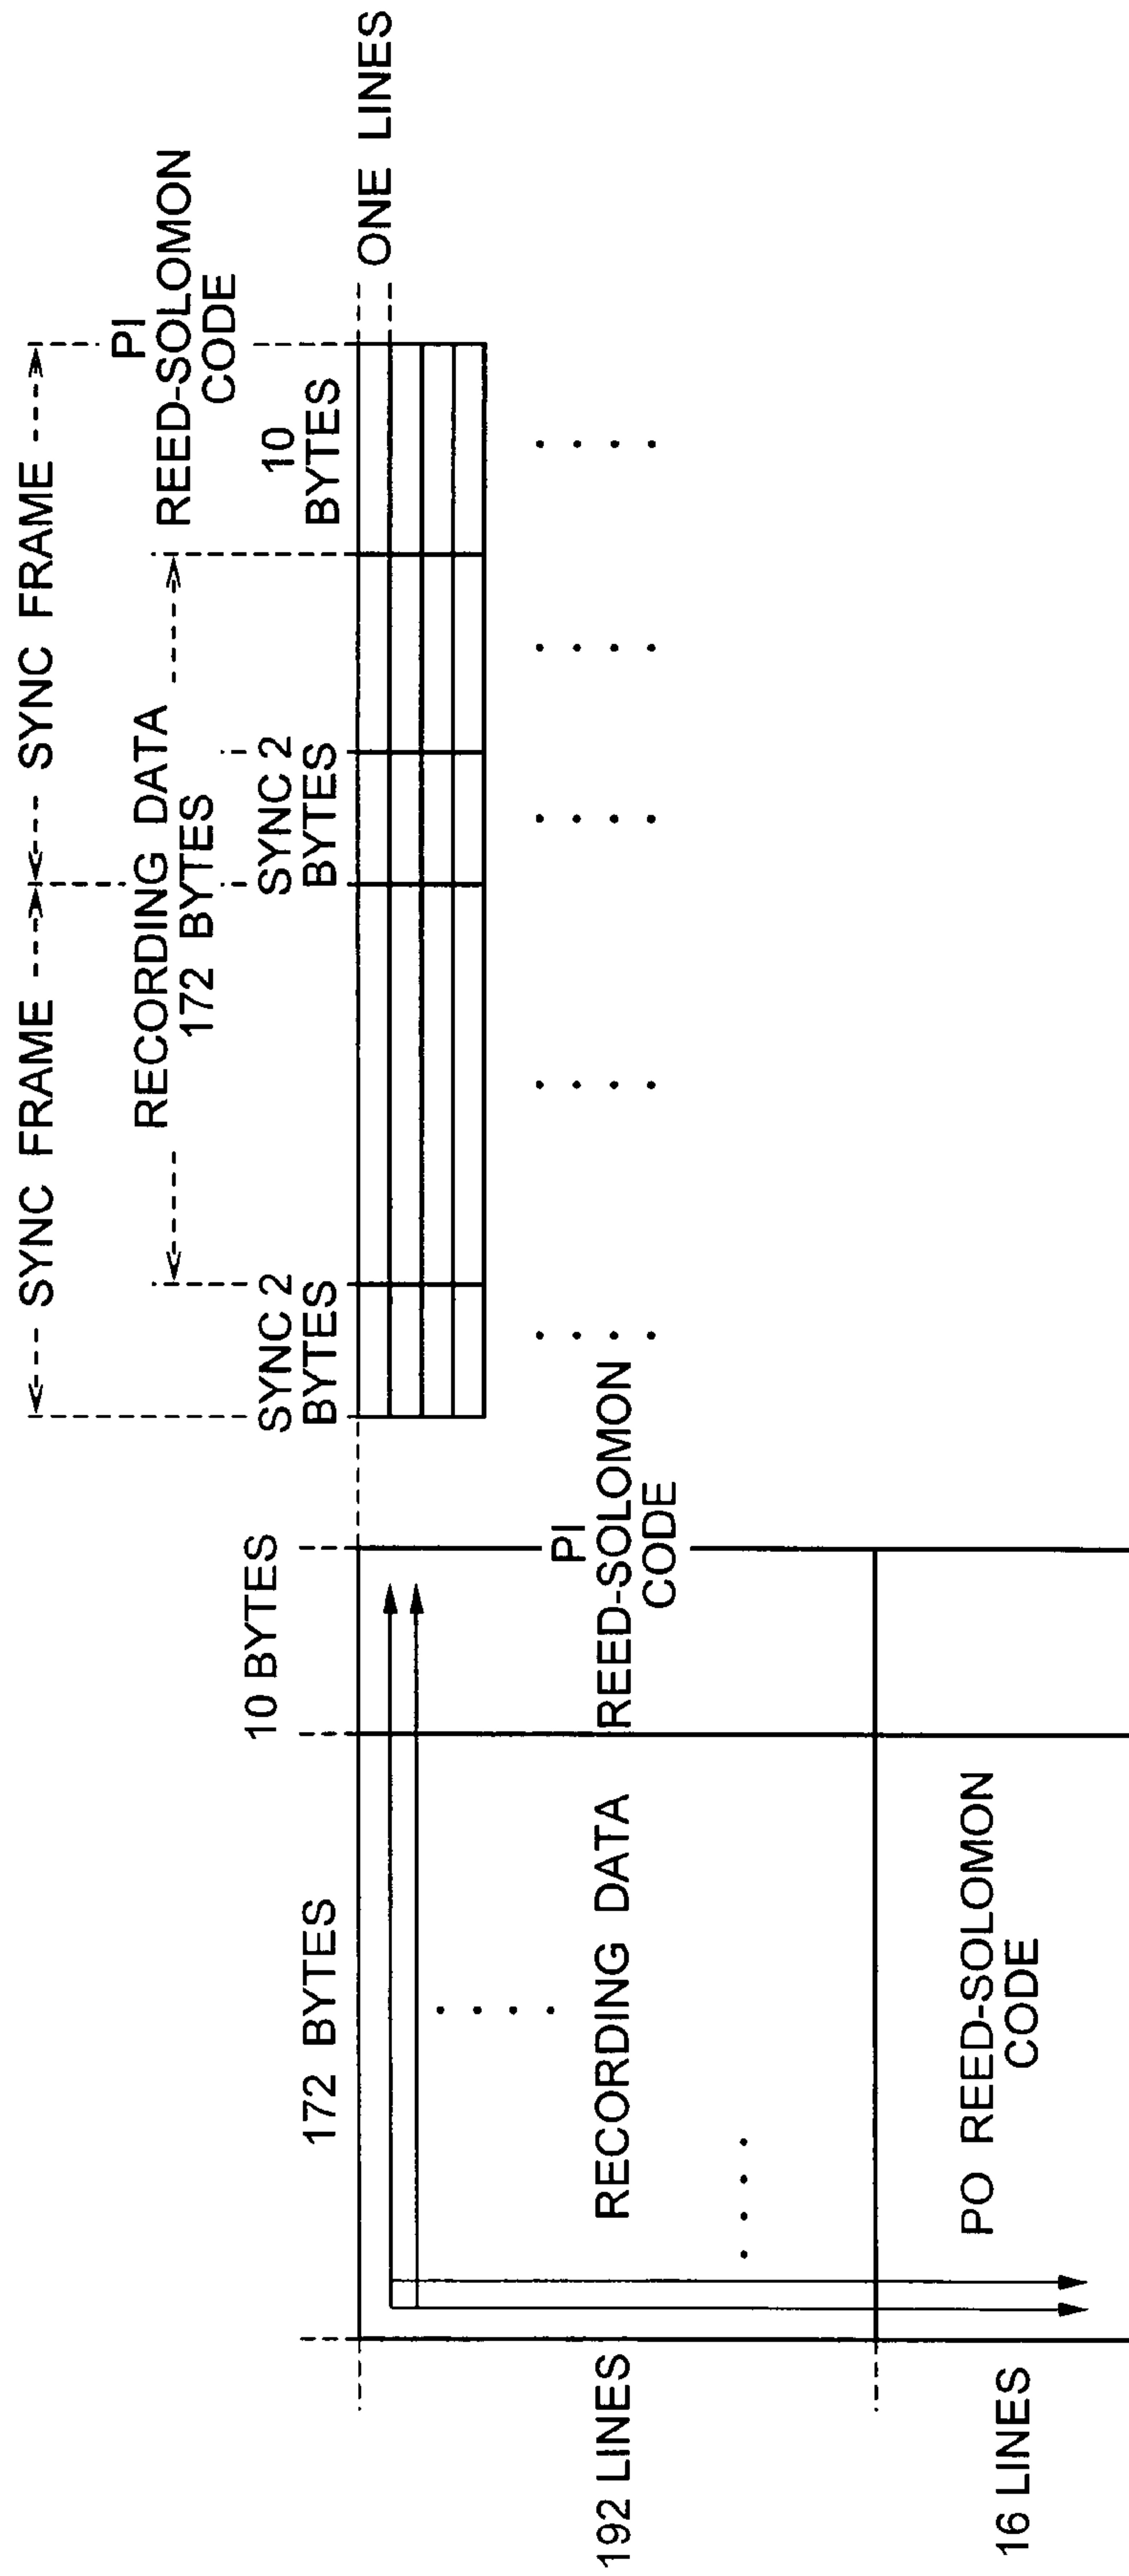 172 BYTES
10 BYTES
192 LINES
RECORDING DATA
PI
REED-SOLOMON
CODE
16 LINES
PO REED-SOLOMON
CODE
SYNC FRAME
SYNC FRAME
RECORDING DATA
172 BYTES
PI
REED-SOLOMON
CODE
SYNC 2
BYTES
SYNC 2
BYTES
10
BYTES
ONE LINES